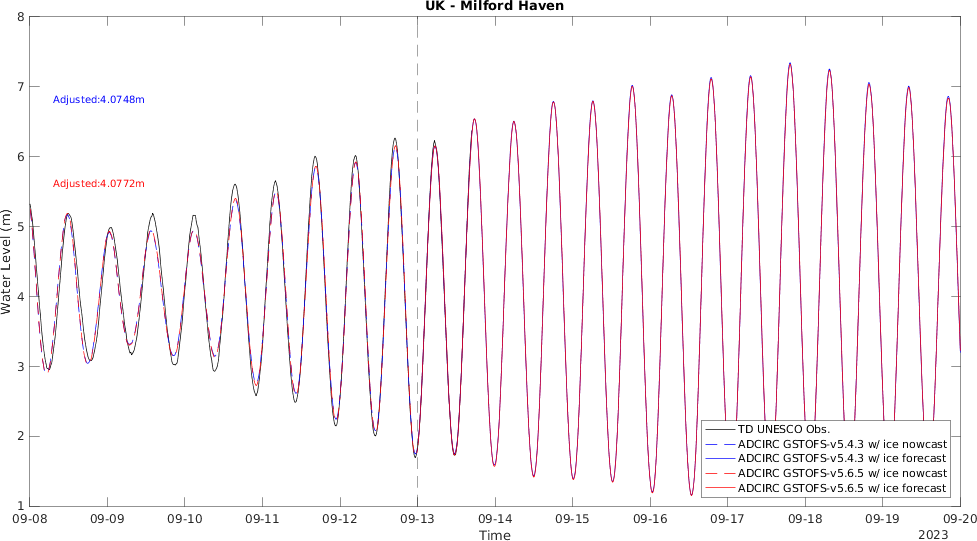 UK - Milford Haven
8
7
6
5
4
3
2
1
Water Level (m)
Adjusted:4.0748m
Adjusted:4.0772m
TD UNESCO Obs.
ADCIRC GSTOFS-v5.4.3 w/ ice nowcast
ADCIRC GSTOFS-v5.4.3 w/ ice forecast
ADCIRC GSTOFS-v5.6.5 w/ ice nowcast
ADCIRC GSTOFS-v5.6.5 w/ ice forecast
09-08 09-09 09-10 09-11 09-12 09-13 09-14 09-15 09-16 09-17 09-18 09-19 09-20
Time
2023